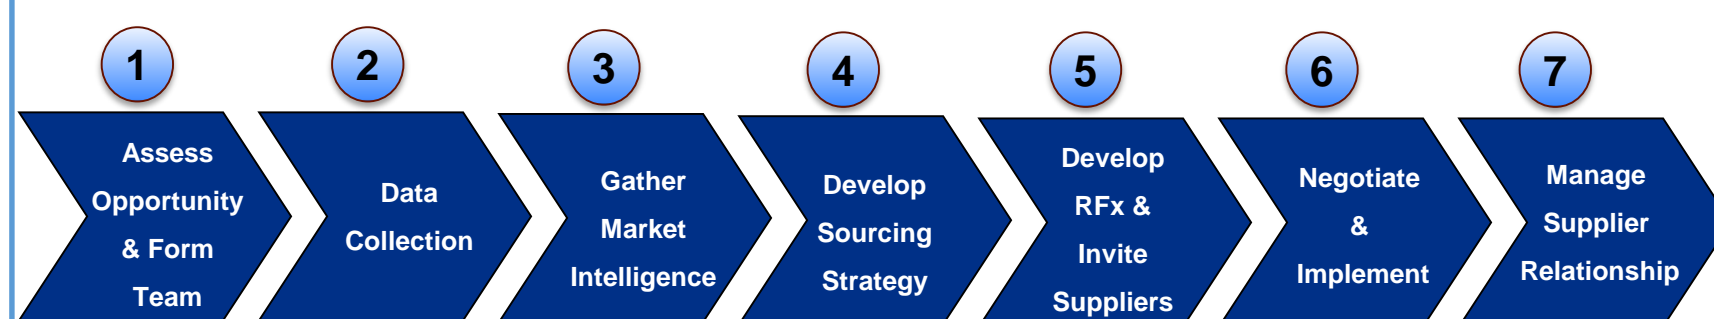 1
Assess
Opportunity
& Form
Team
2
Data
Collection
3
Gather
Market
Intelligence
4
Develop
Sourcing
Strategy
5
Develop
RFx &
Invite
Suppliers
6
Negotiate
&
Implement
7
Manage
Supplier
Relationship